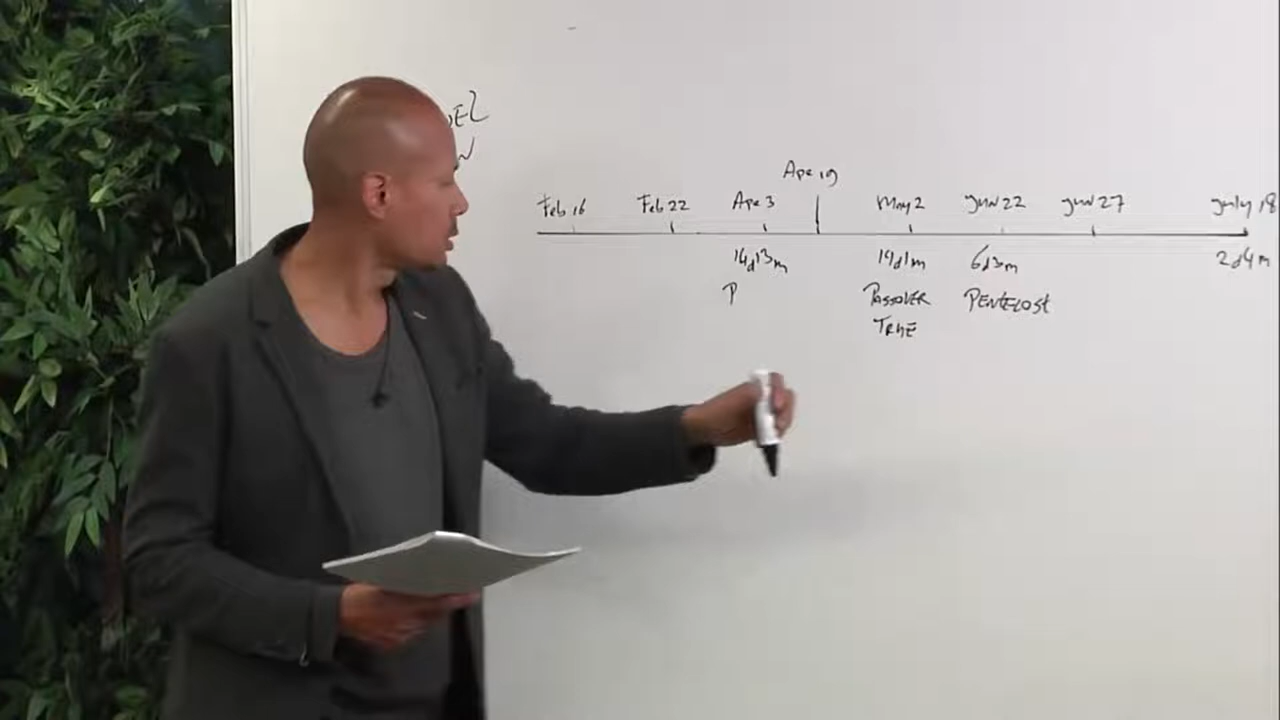 Apr 19
Feb 16 Feb 22 Apr 3 May 2 Jun 22 Jun 27 July 18
14d13m 14d1m 6d3m 2d4m
P PASSOVER PENTECOST
TRUE